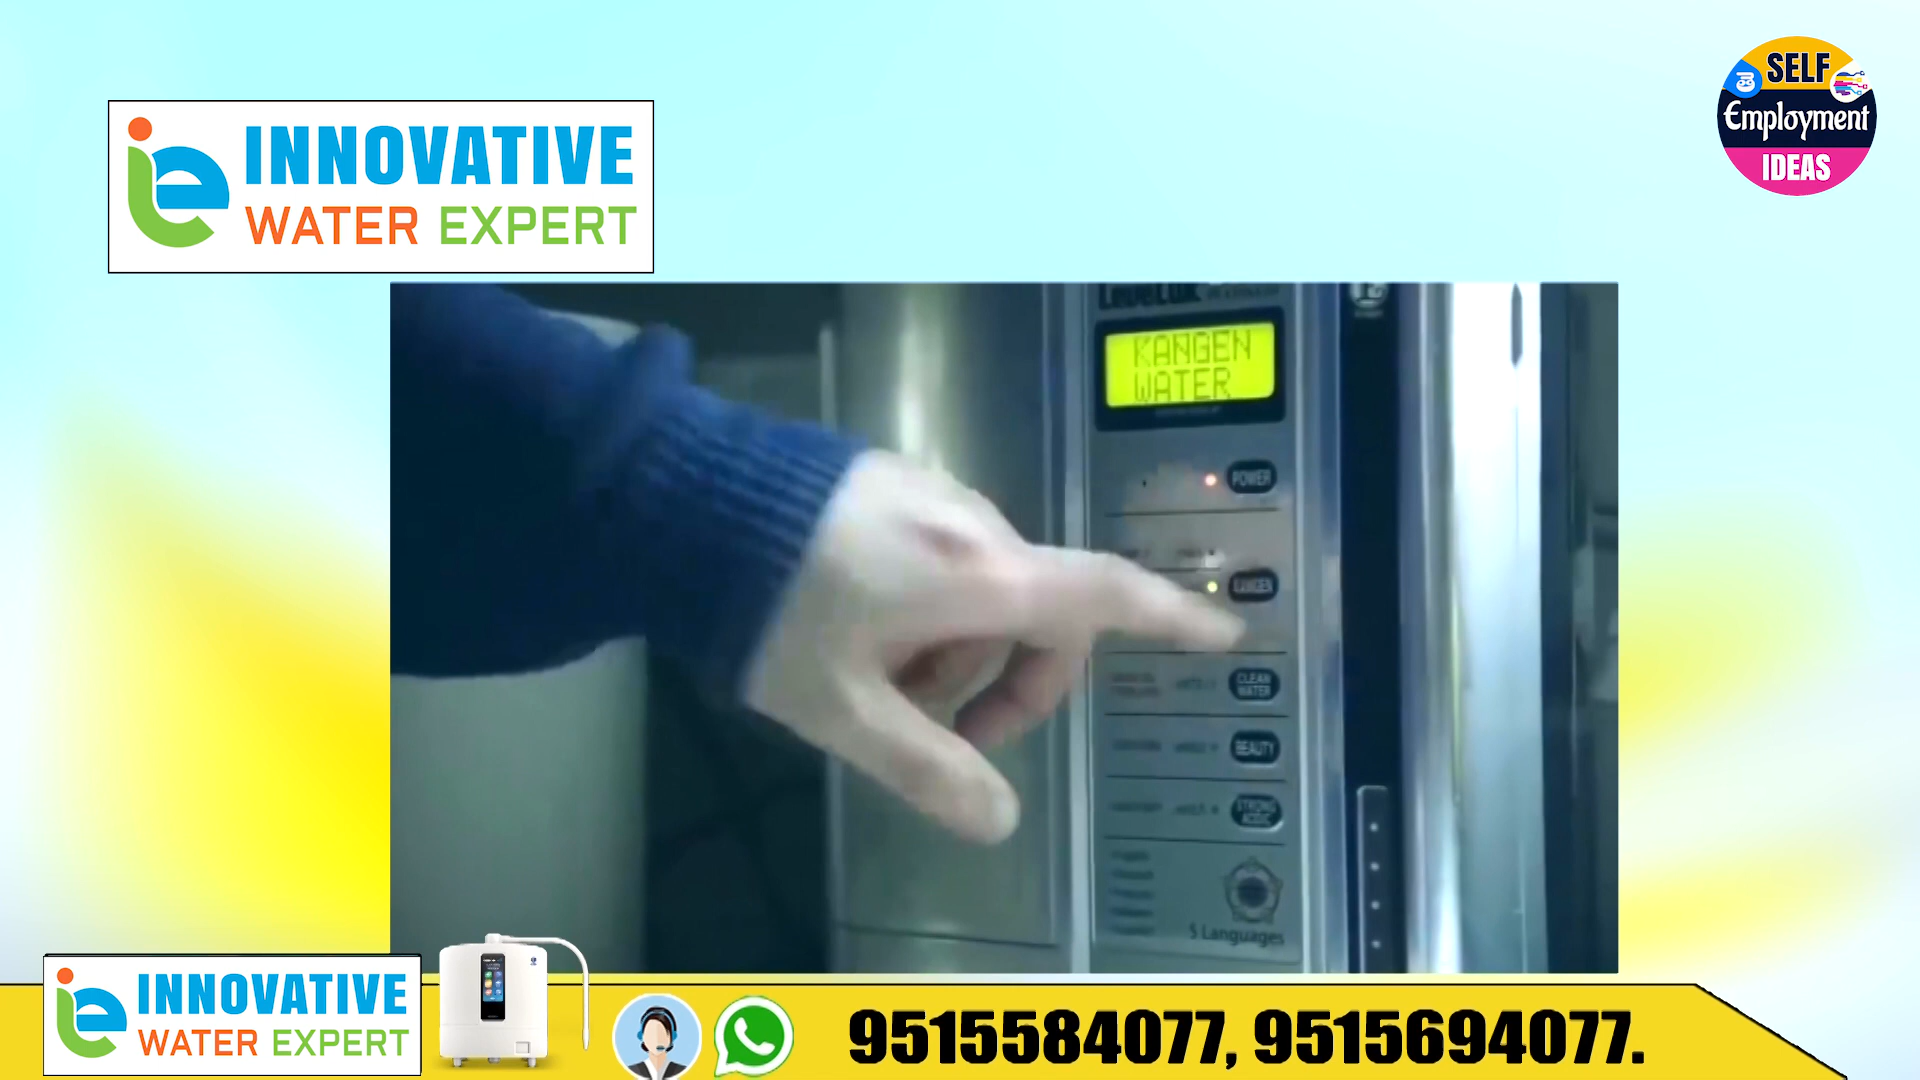 INNOVATIVE
WATER EXPERT
SELF
Employment
IDEAS
LeveLuk
KANGEN
WATER
POWER
KANGEN
CLEAN
WATER
BEAUTY
STRONG
ACIDIC
5 Languages
INNOVATIVE
WATER EXPERT
9515584077, 9515694077.